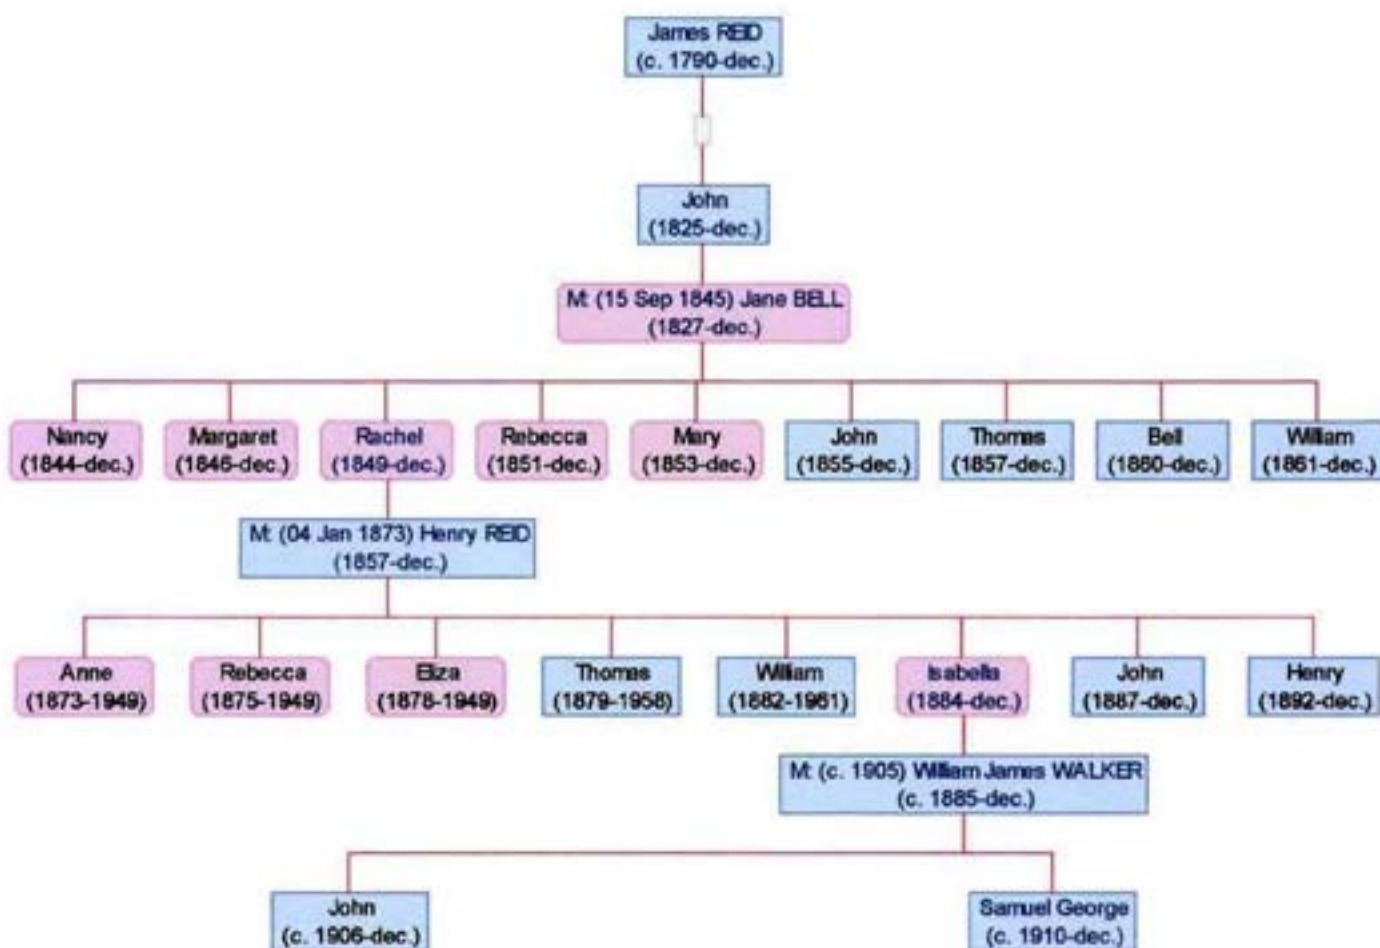 James REID
(c. 1790-dec.)
John
(1825-dec.)
M: (15 Sep 1845) Jane BELL
(1827-dec.)
Nancy
(1844-dec.)
Margaret
(1846-dec.)
Rachel
(1849-dec.)
Rebecca
(1851-dec.)
Mary
(1853-dec.)
John
(1855-dec.)
Thomas
(1857-dec.)
Bell
(1860-dec.)
William
(1861-dec.)
M: (04 Jan 1873) Henry REID
(1857-dec.)
Anne
(1873-1949)
Rebecca
(1875-1949)
Eliza
(1878-1949)
Thomas
(1879-1958)
William
(1882-1961)
Isabella
(1884-dec.)
John
(1887-dec.)
Henry
(1892-dec.)
M: (c. 1905) William James WALKER
(c. 1885-dec.)
John
(c. 1906-dec.)
Samuel George
(c. 1910-dec.)